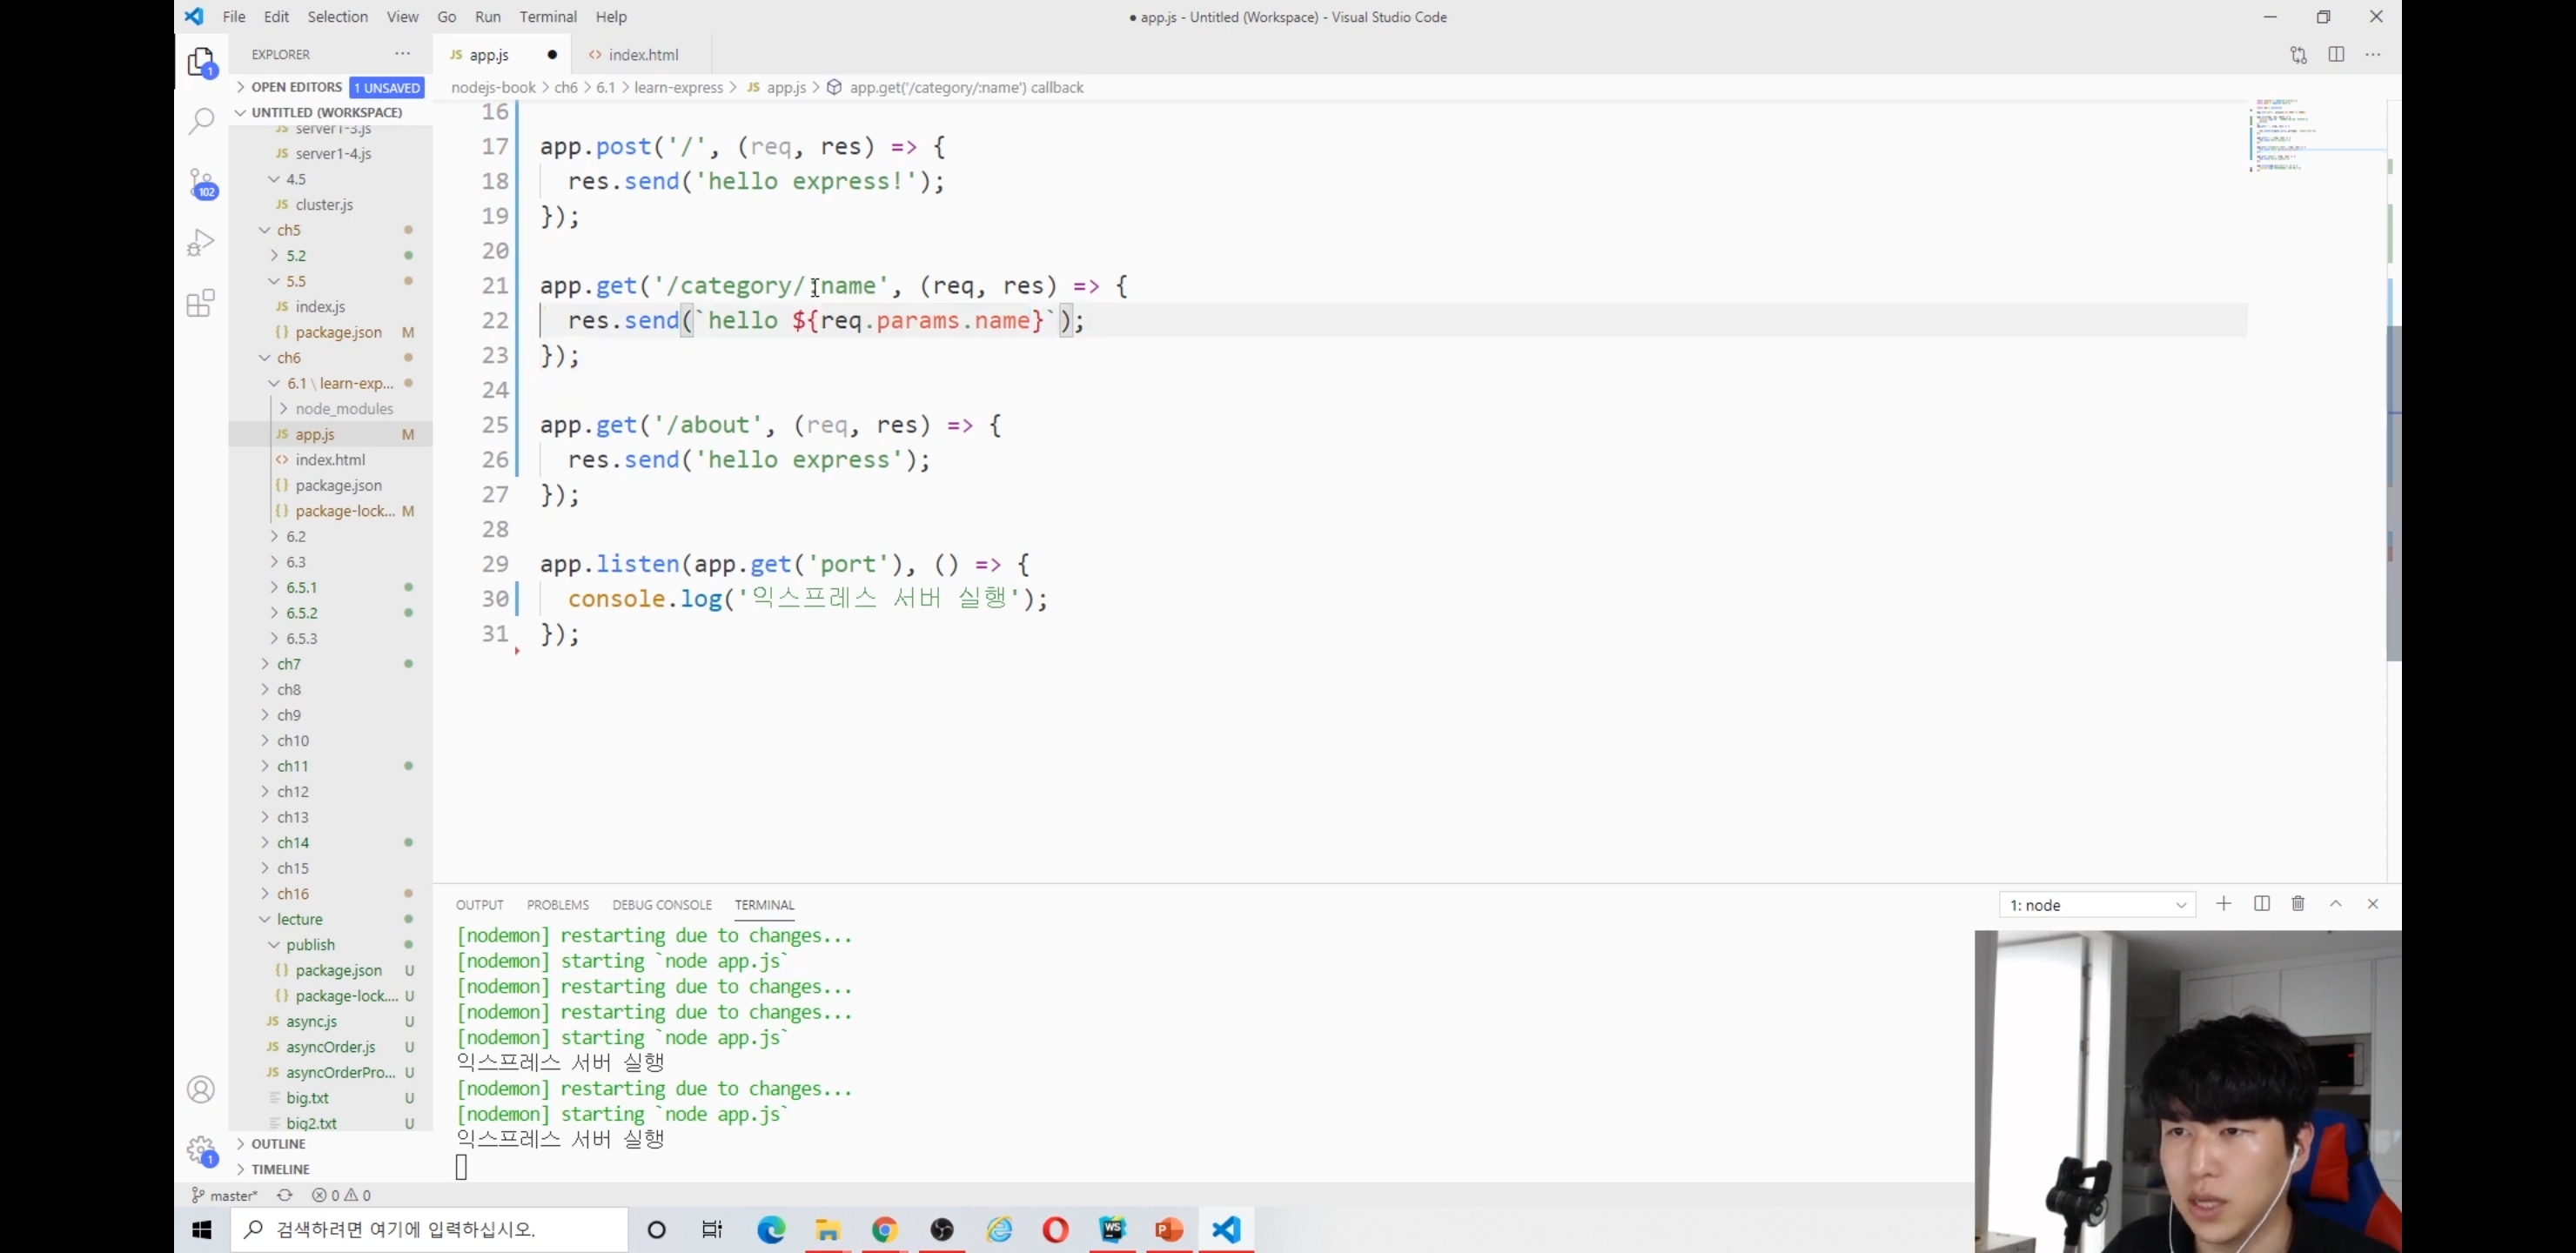 File Edit Selection View Go Run Terminal Help
● app.js - Untitled (Workspace) - Visual Studio Code
EXPLORER ···
JS app.js ●
<> index.html
> OPEN EDITORS 1 UNSAVED
nodejs-book > ch6 > 6.1 > learn-express > JS app.js > app.get('/category/:name') callback
UNTITLED (WORKSPACE)
JS server1-3.js
JS server1-4.js
4.5
JS cluster.js
ch5
> 5.2
5.5
JS index.js
{} package.json M
ch6
6.1 \ learn-exp...
> node_modules
JS app.js M
<> index.html
{} package.json
{} package-lock... M
> 6.2
> 6.3
> 6.5.1
> 6.5.2
> 6.5.3
> ch7
> ch8
> ch9
> ch10
> ch11
> ch12
> ch13
> ch14
> ch15
> ch16
lecture
publish
{} package.json U
{} package-lock.... U
JS async.js U
JS asyncOrder.js U
JS asyncOrderPro... U
big.txt U
big2.txt U
> OUTLINE
> TIMELINE
1
102
1
16
17 app.post('/', (req, res) => {
18 res.send('hello express!');
19 });
20
21 app.get('/category/:name', (req, res) => {
22 res.send(`hello ${req.params.name}`);
23 });
24
25 app.get('/about', (req, res) => {
26 res.send('hello express');
27 });
28
29 app.listen(app.get('port'), () => {
30 console.log('익스프레스 서버 실행');
31 });
OUTPUT PROBLEMS DEBUG CONSOLE TERMINAL
1: node
[nodemon] restarting due to changes...
[nodemon] starting `node app.js`
[nodemon] restarting due to changes...
[nodemon] restarting due to changes...
[nodemon] starting `node app.js`
익스프레스 서버 실행
[nodemon] restarting due to changes...
[nodemon] starting `node app.js`
익스프레스 서버 실행
master* 0 0
검색하려면 여기에 입력하십시오.
WS
P